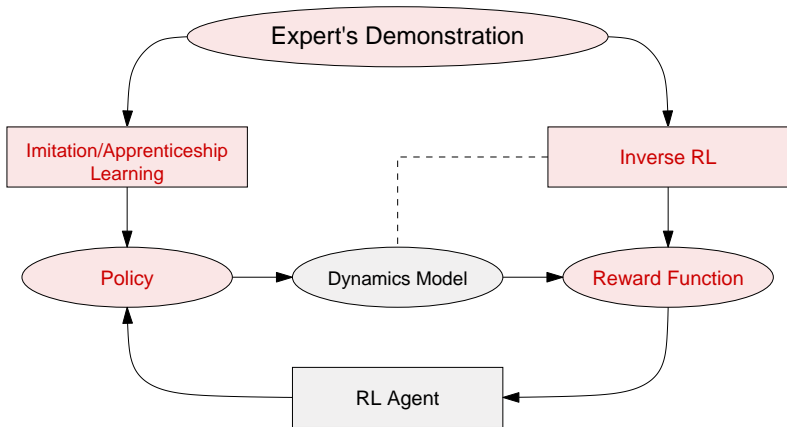 Expert's Demonstration
Imitation/Apprenticeship
Learning
Inverse RL
Policy
Dynamics Model
Reward Function
RL Agent